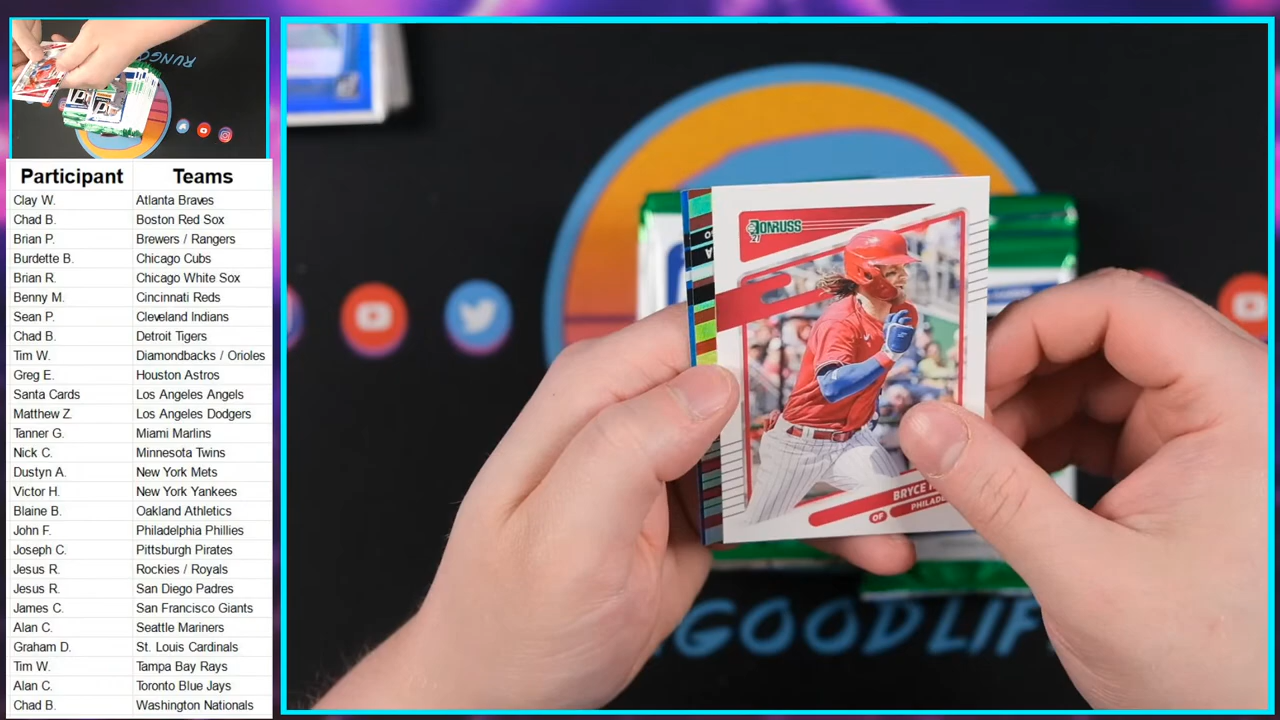 RUNGOOD
Participant Teams
Clay W. Atlanta Braves
Chad B. Boston Red Sox
Brian P. Brewers / Rangers
Burdette B. Chicago Cubs
Brian R. Chicago White Sox
Benny M. Cincinnati Reds
Sean P. Cleveland Indians
Chad B. Detroit Tigers
Tim W. Diamondbacks / Orioles
Greg E. Houston Astros
Santa Cards Los Angeles Angels
Matthew Z. Los Angeles Dodgers
Tanner G. Miami Marlins
Nick C. Minnesota Twins
Dustyn A. New York Mets
Victor H. New York Yankees
Blaine B. Oakland Athletics
John F. Philadelphia Phillies
Joseph C. Pittsburgh Pirates
Jesus R. Rockies / Royals
Jesus R. San Diego Padres
James C. San Francisco Giants
Alan C. Seattle Mariners
Graham D. St. Louis Cardinals
Tim W. Tampa Bay Rays
Alan C. Toronto Blue Jays
Chad B. Washington Nationals
DONRUSS
21
BRYCE
PHILADE
OF
GOODLIF